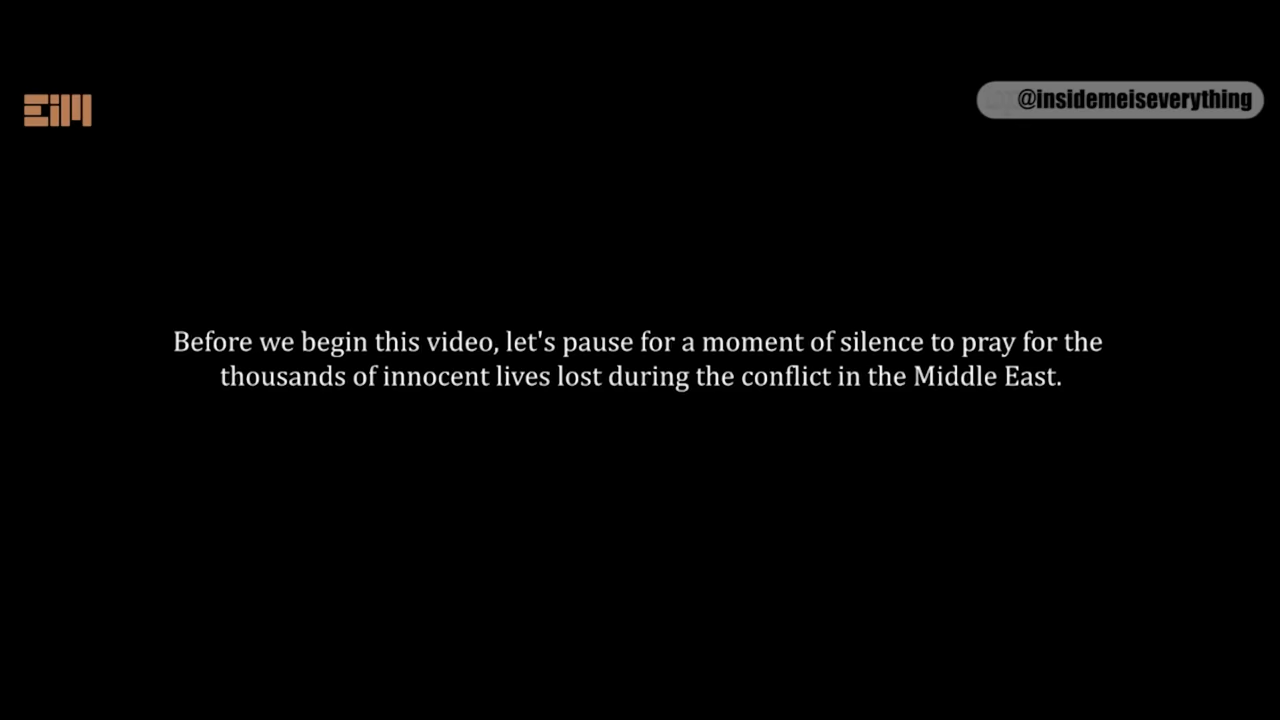 EiM
@insidemeiseverything
Before we begin this video, let's pause for a moment of silence to pray for the
thousands of innocent lives lost during the conflict in the Middle East.